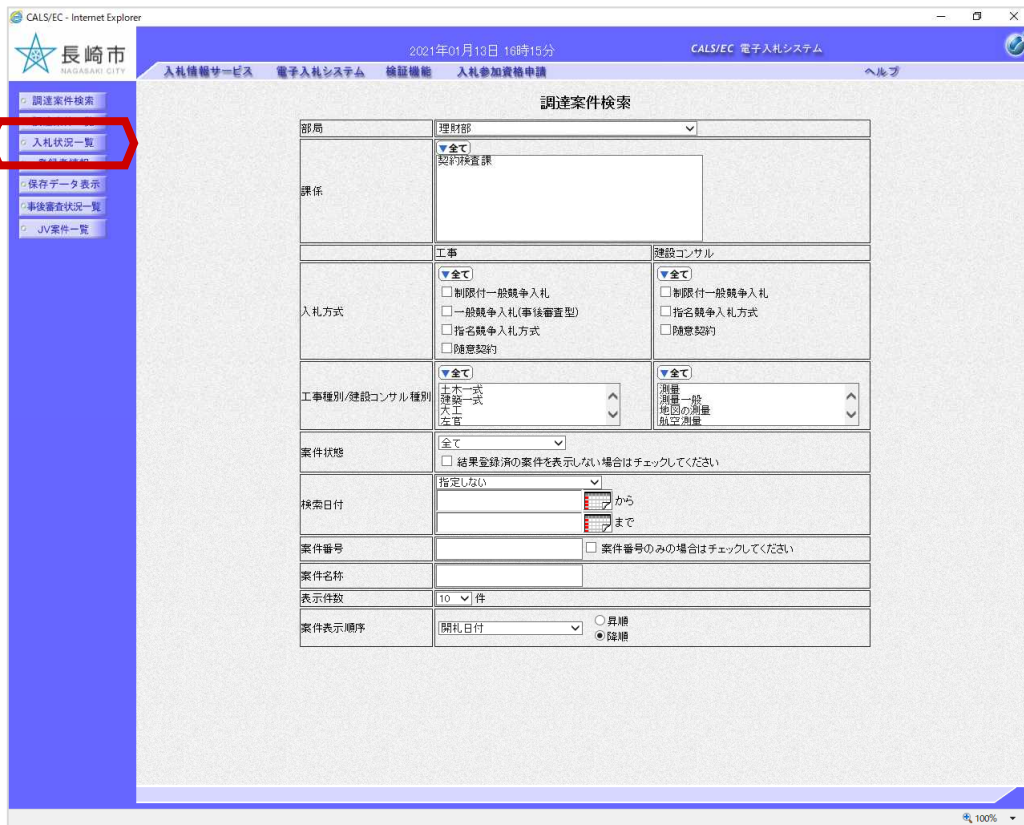 CALS/EC - Internet Explorer
長崎市
NAGASAKI CITY
2021年01月13日 16時15分
CALS/EC 電子入札システム
入札情報サービス 電子入札システム 検証機能 入札参加資格申請 ヘルプ
調達案件検索
入札状況一覧
保存データ表示
事後審査状況一覧
JV案件一覧
調達案件検索
部局 理財部
課係 ▼全て
契約検査課
工事 建設コンサル
入札方式
▼全て
制限付一般競争入札
一般競争入札(事後審査型)
指名競争入札方式
随意契約
▼全て
制限付一般競争入札
指名競争入札方式
随意契約
工事種別/建設コンサル種別
▼全て
土木一式
建築一式
大工
左官
▼全て
測量
測量一般
地図の測量
航空測量
案件状態 全て
結果登録済の案件を表示しない場合はチェックしてください
検索日付 指定しない
から
まで
案件番号 案件番号のみの場合はチェックしてください
案件名称
表示件数 10 件
案件表示順序 開札日付 昇順
降順
100%